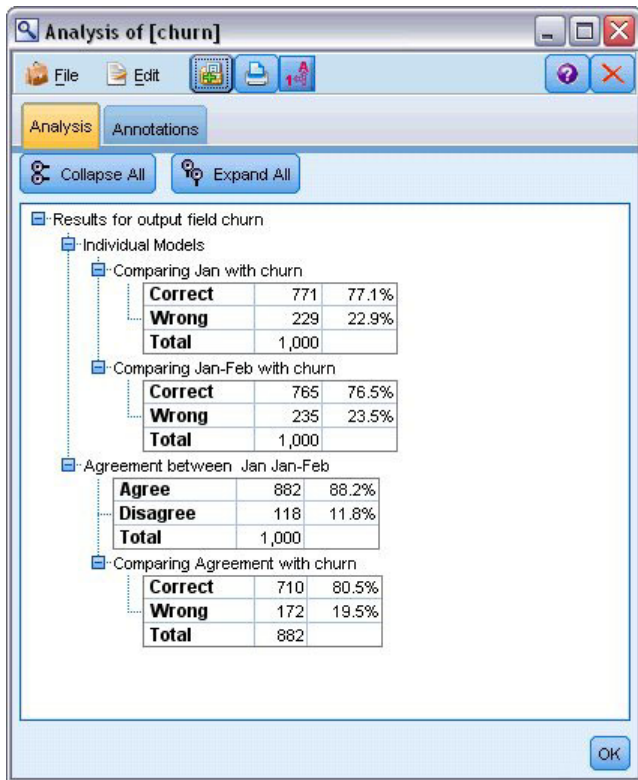 Analysis of [churn]
File Edit
Analysis Annotations
Collapse All Expand All
Results for output field churn
Individual Models
Comparing Jan with churn
Correct 771 77.1%
Wrong 229 22.9%
Total 1,000
Comparing Jan-Feb with churn
Correct 765 76.5%
Wrong 235 23.5%
Total 1,000
Agreement between Jan Jan-Feb
Agree 882 88.2%
Disagree 118 11.8%
Total 1,000
Comparing Agreement with churn
Correct 710 80.5%
Wrong 172 19.5%
Total 882
OK